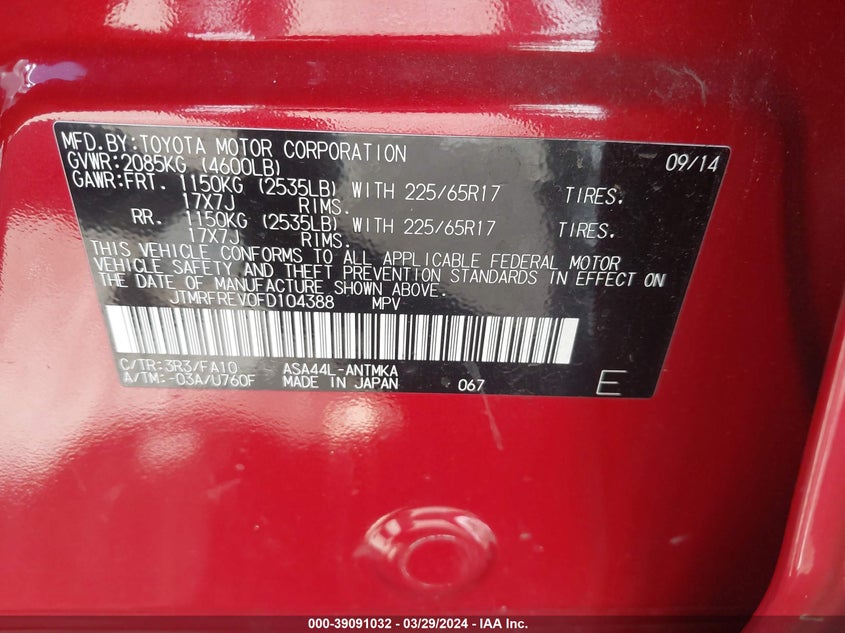 MFD.BY:TOYOTA MOTOR CORPORATION 09/14
GVWR:2085KG (4600LB)
GAWR:FRT. 1150KG (2535LB) WITH 225/65R17 TIRES.
17X7J RIMS.
RR. 1150KG (2535LB) WITH 225/65R17 TIRES.
17X7J RIMS.
THIS VEHICLE CONFORMS TO ALL APPLICABLE FEDERAL MOTOR
VEHICLE SAFETY AND THEFT PREVENTION STANDARDS IN EFFECT ON
THE DATE OF MANUFACTURE SHOWN ABOVE.
JTMRFREV0FD104388 MPV
C/TR:3R3/FA10 ASA44L-ANTMKA
A/TM:-03A/U760F MADE IN JAPAN 067 E
000-39091032 / 03/29/2024 - IAA Inc.